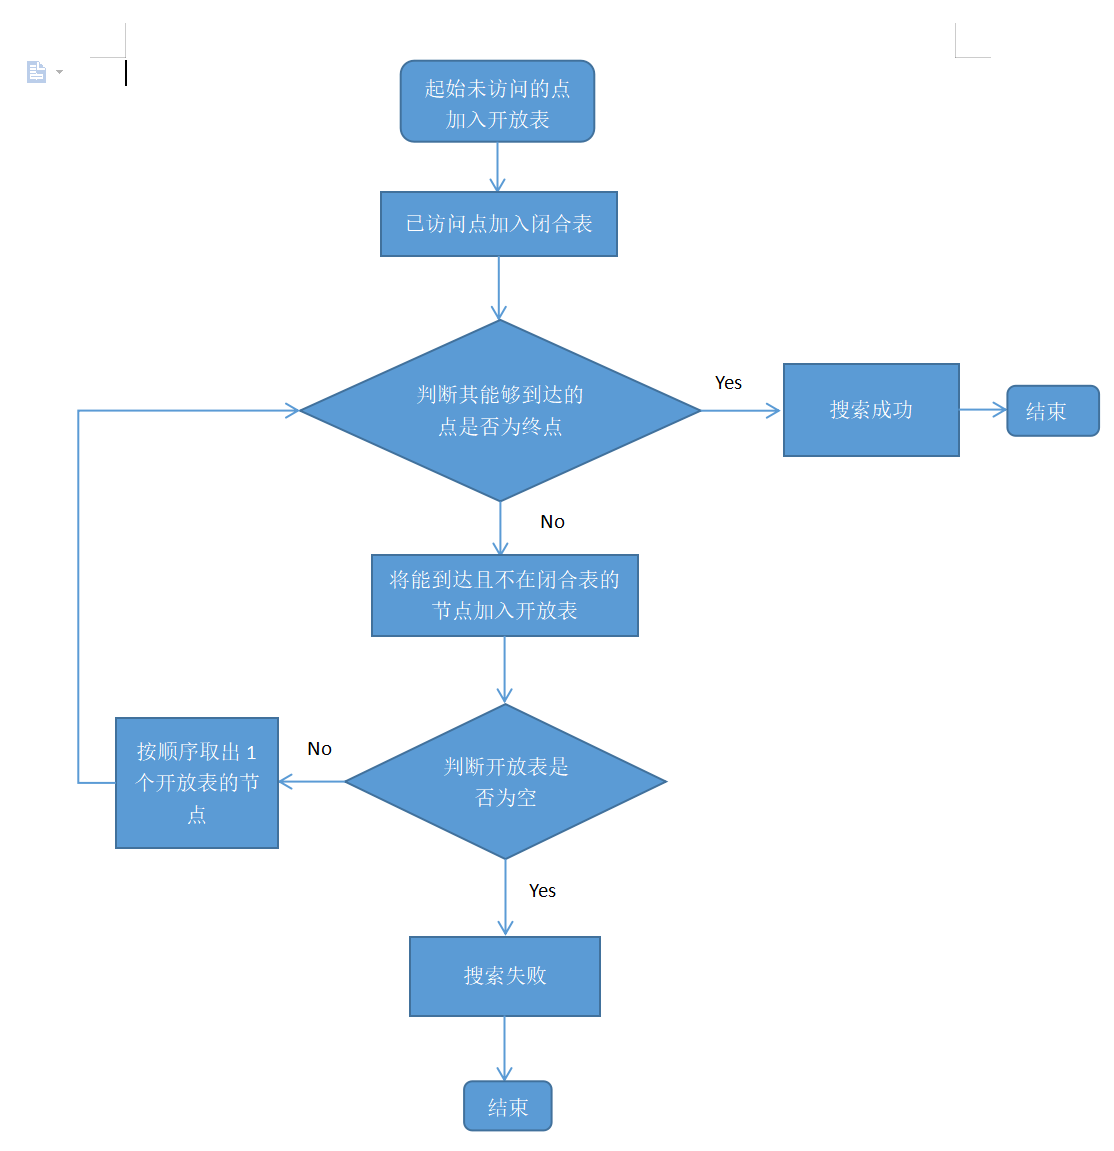 起始未访问的点
加入开放表
已访问点加入闭合表
判断其能够到达的
点是否为终点
Yes
搜索成功
结束
No
将能到达且不在闭合表的
节点加入开放表
判断开放表是
否为空
No
按顺序取出 1
个开放表的节
点
Yes
搜索失败
结束